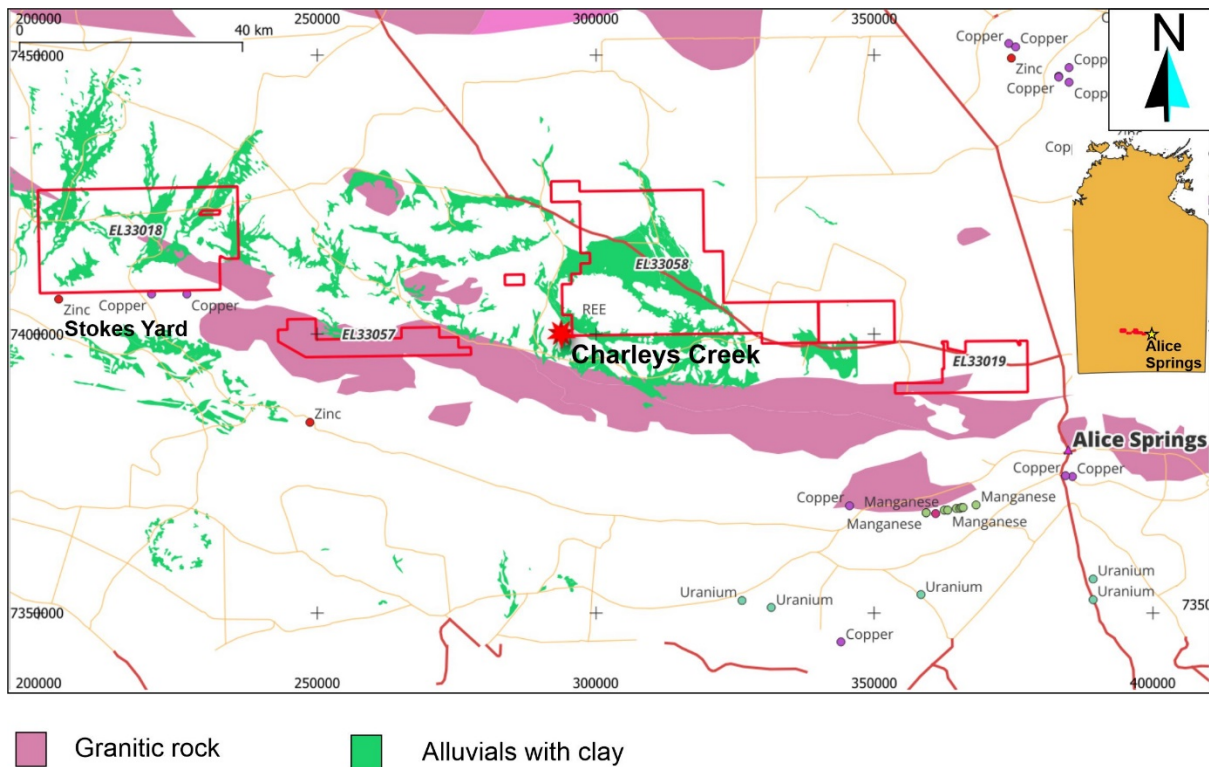 200000
250000
300000
350000
0
40 km
7450000
N
Copper
Copper
Zinc
Copp
Copper
Copp
Cop
EL33018
EL33058
Zinc
Copper
Copper
Stokes Yard
7400000
EL33057
REE
Charleys Creek
EL33019
Alice
Springs
Zinc
Alice Springs
Copper
Copper
Copper
Manganese
Manganese
Manganese
Manganese
Uranium
Uranium
Uranium
Uranium
Uranium
7350000
7350
Copper
200000
250000
300000
350000
400000
Granitic rock
Alluvials with clay